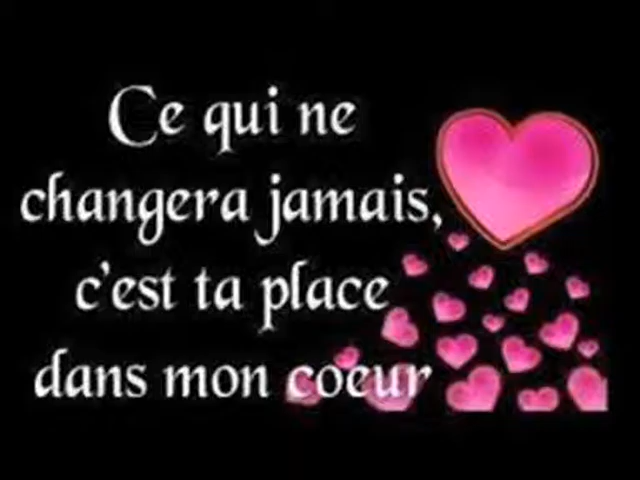 Ce qui ne
changera jamais,
c'est ta place
dans mon coeur